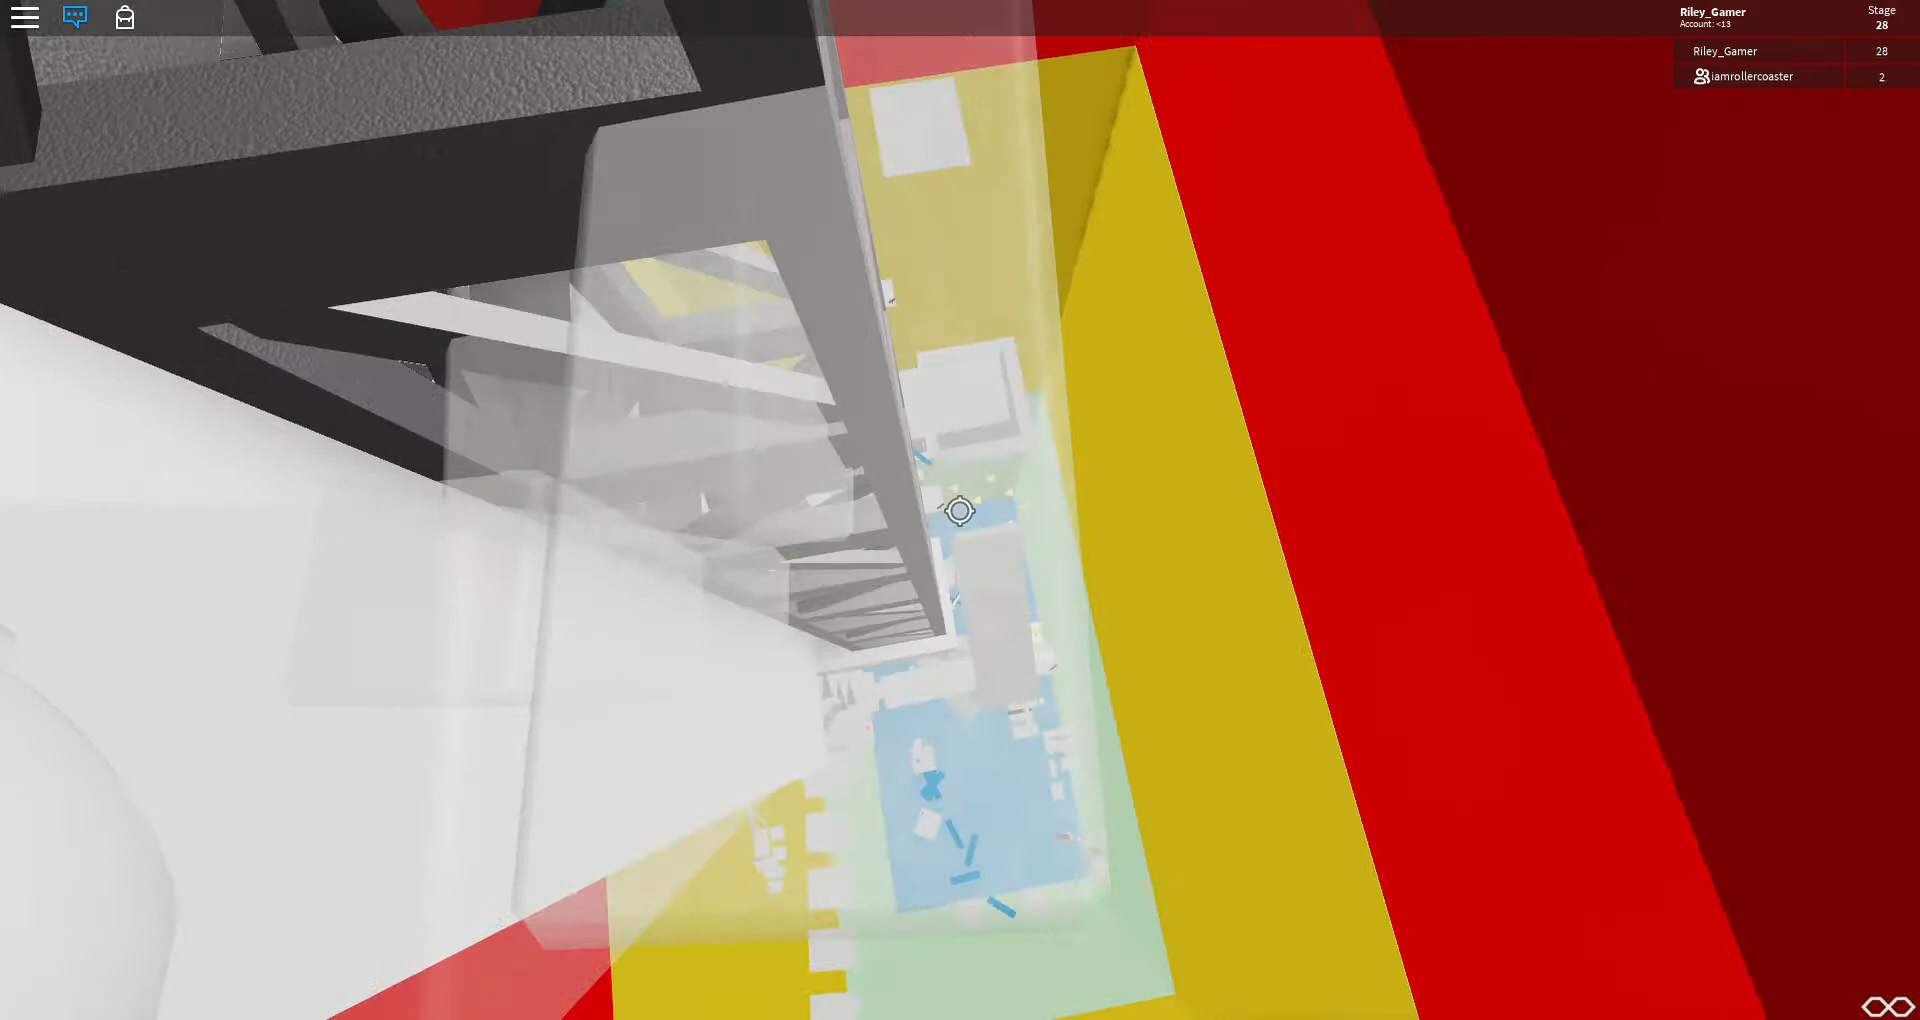 Riley_Gamer
Account: <13
Stage
28
Riley_Gamer 28
iamrollercoaster 2